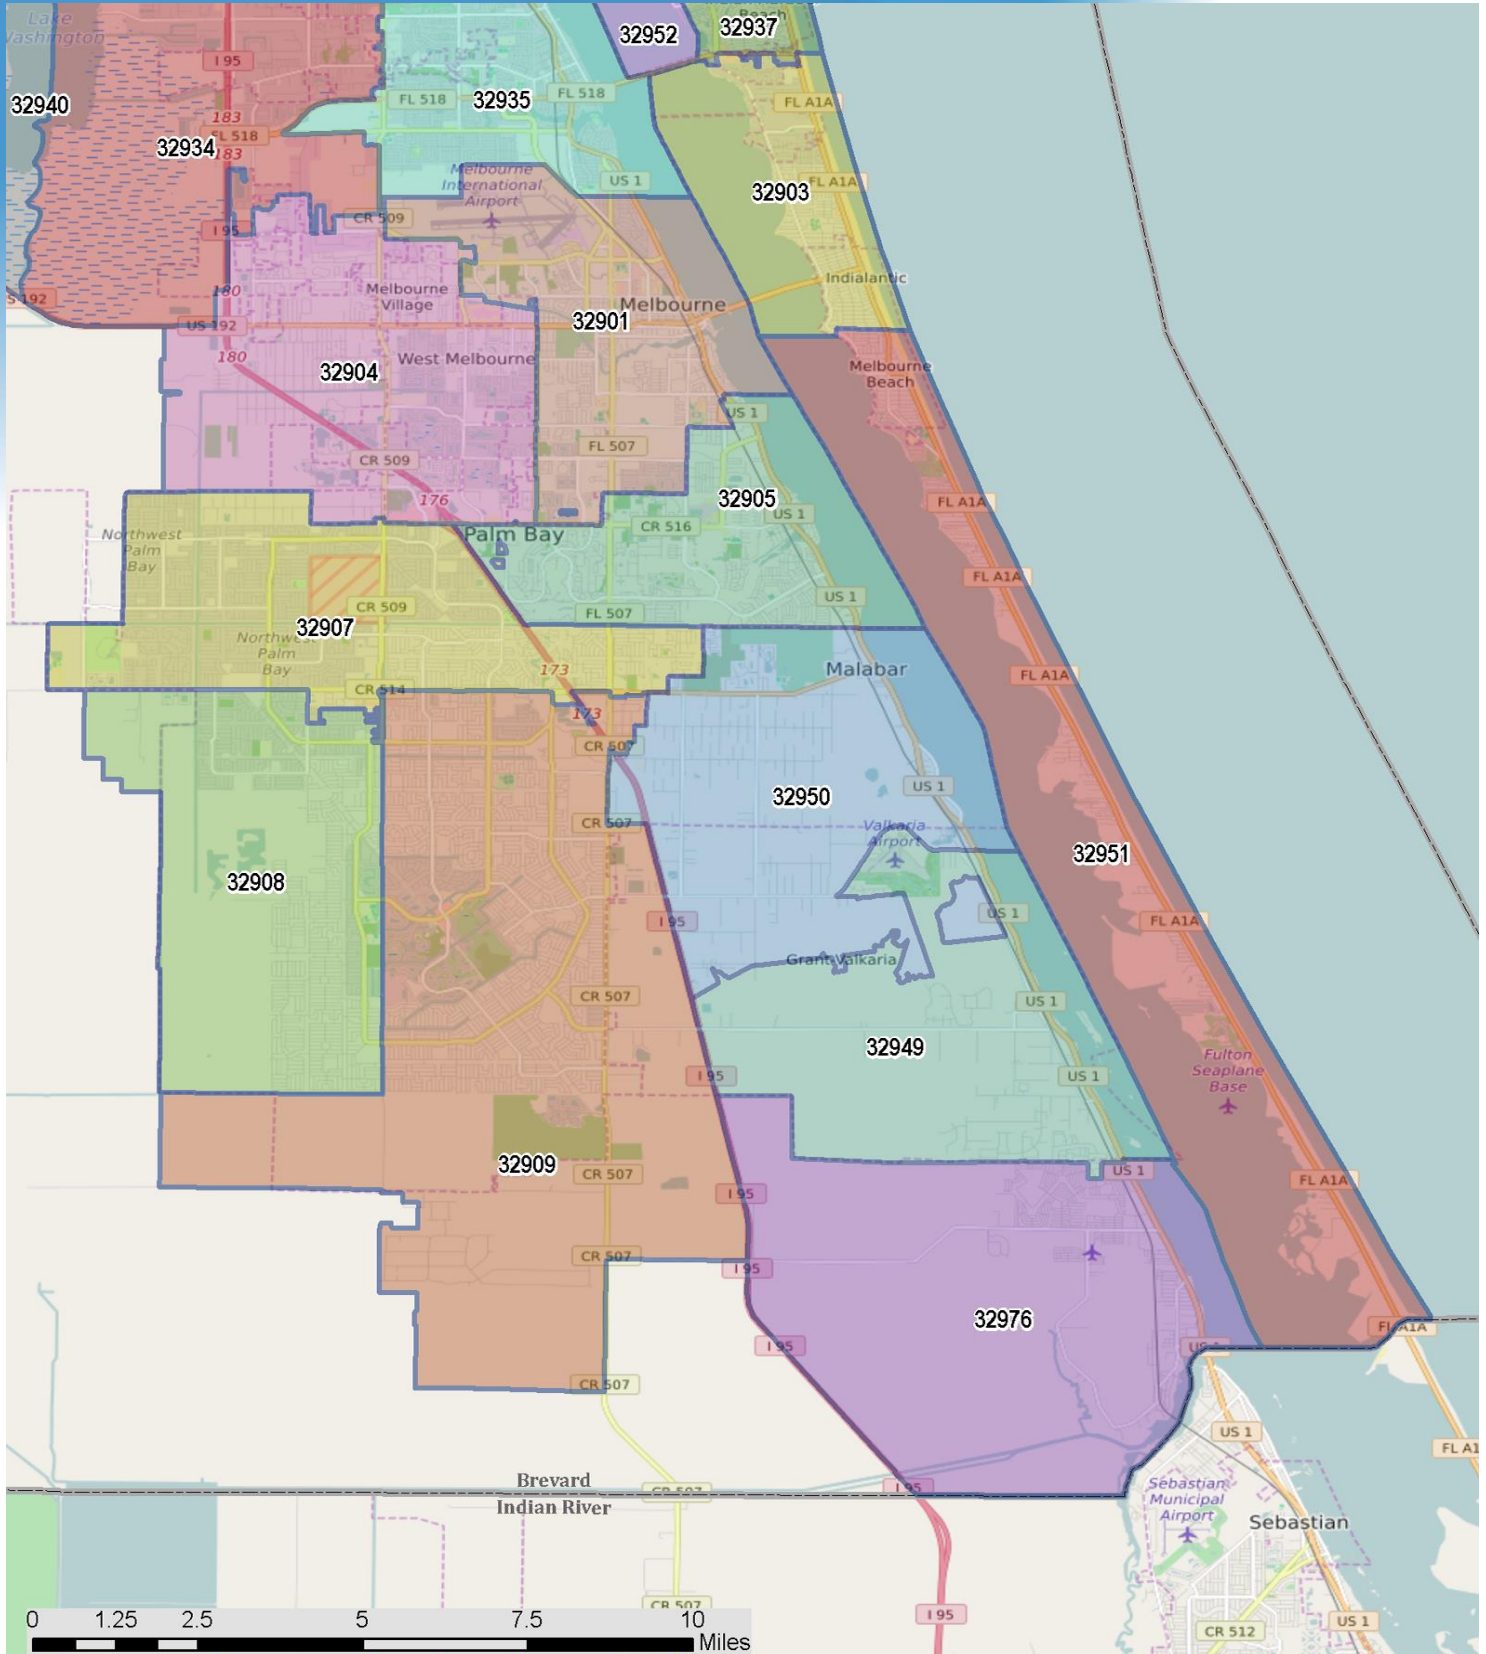 Lake
Washington
Beach
32952
32937
I 95
32940
FL 518
32935
FL 518
FL A1A
183
FL 518
32934
183
Melbourne
International
Airport
US 1
32903
FL A1A
CR 509
I 95
Indialantic
180
Melbourne
Village
Melbourne
S 192
US 192
32901
180
32904
West Melbourne
Melbourne
Beach
US 1
FL 507
CR 509
176
32905
FL A1A
US 1
CR 516
Northwest
Palm
Bay
Palm Bay
FL A1A
CR 509
US 1
FL 507
32907
Northwest
Palm
Bay
173
Malabar
FL A1A
CR 514
173
CR 507
32950
US 1
CR 507
Valkaria
Airport
32951
32908
US 1
I 95
FL A1A
Grant-Valkaria
CR 507
US 1
32949
Fulton
Seaplane
Base
I 95
US 1
32909
CR 507
US 1
I 95
FL A1A
CR 507
I 95
32976
FL A1A
I 95
US 1
CR 507
US 1
FL A1
Brevard
CR 507
I 95
Indian River
Sebastian
Municipal
Airport
Sebastian
CR 507
I 95
CR 512
US 1
0 1.25 2.5 5 7.5 10
Miles